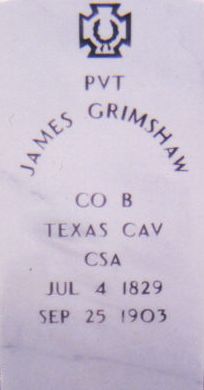 PVT
JAMES GRIMSHAW
CO B
TEXAS CAV
CSA
JUL 4 1829
SEP 25 1903